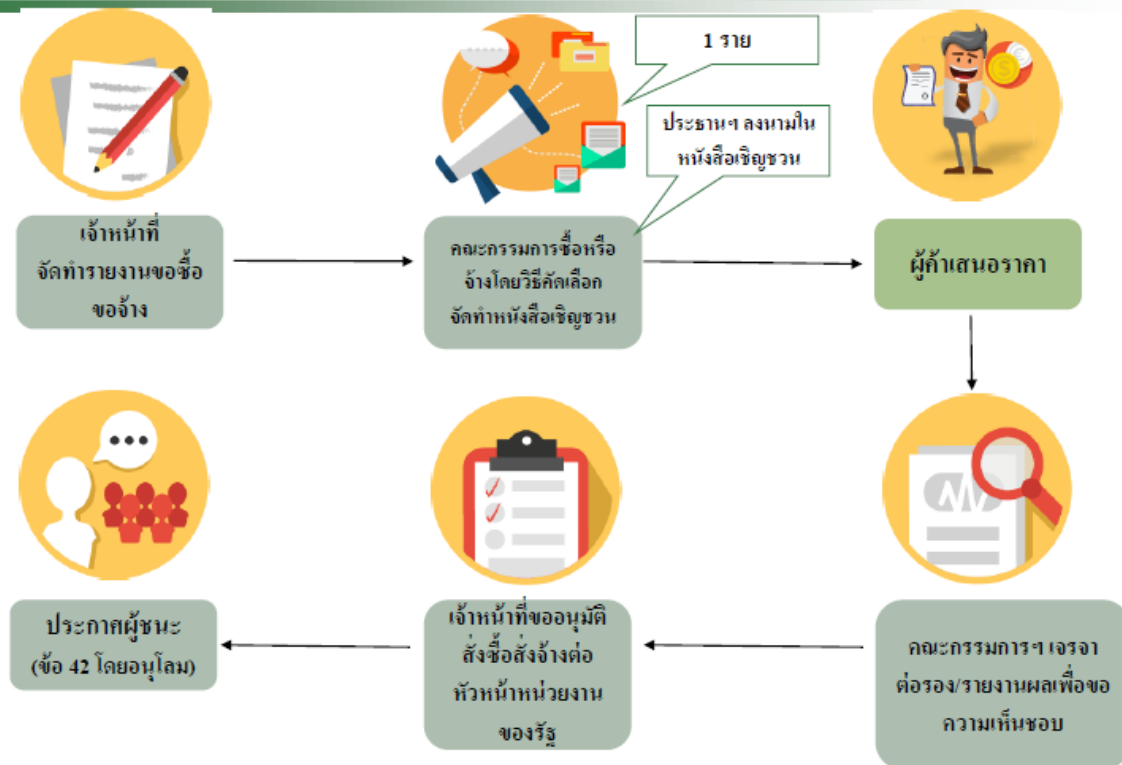 1 ราย
ประธานฯ ลงนามใน
หนังสือเชิญชวน
เจ้าหน้าที่
จัดทำรายงานขอซื้อ
ขอจ้าง
คณะกรรมการซื้อหรือ
จ้างโดยวิธีคัดเลือก
จัดทำหนังสือเชิญชวน
ผู้ค้าเสนอราคา
ประกาศผู้ชนะ
(ข้อ 42 โดยอนุโลม)
เจ้าหน้าที่ขออนุมัติ
สั่งซื้อสั่งจ้างต่อ
หัวหน้าหน่วยงาน
ของรัฐ
คณะกรรมการฯ เจรจา
ต่อรอง/รายงานผลเพื่อขอ
ความเห็นชอบ